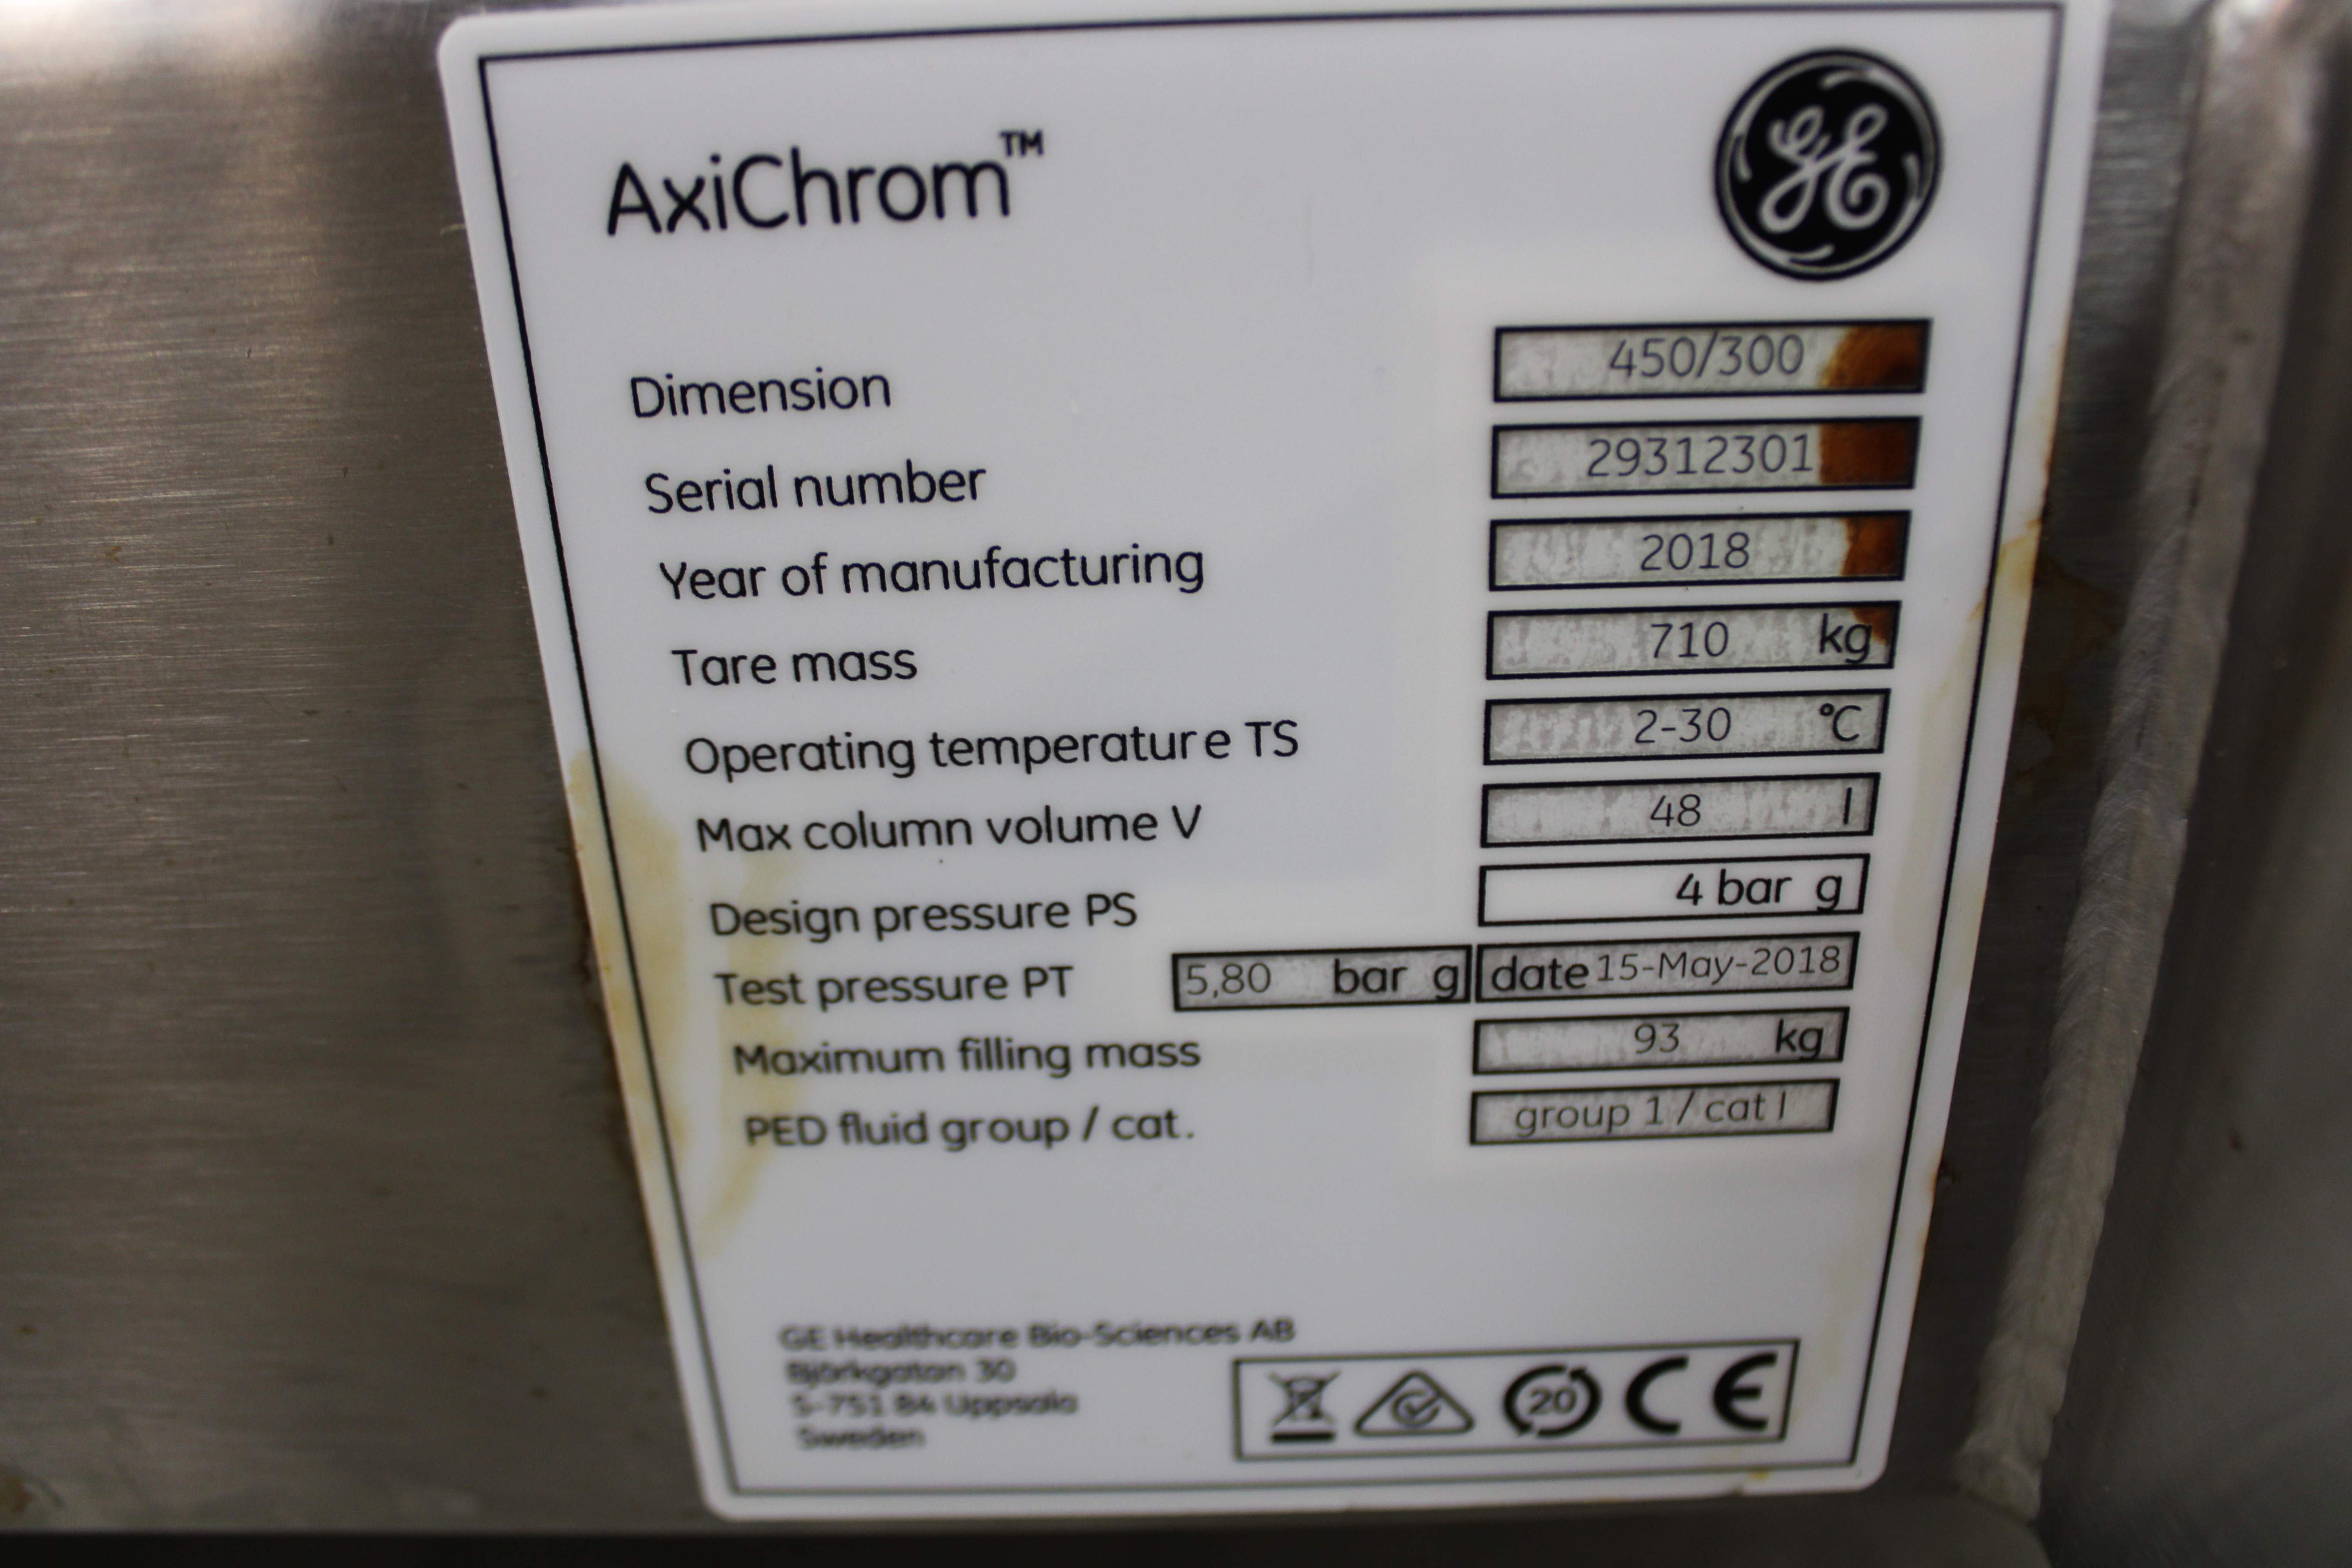 AxiChrom™
GE
Dimension 450/300
Serial number 29312301
Year of manufacturing 2018
Tare mass 710 kg
Operating temperature TS 2-30 °C
Max column volume V 48 l
Design pressure PS 4 bar g
Test pressure PT 5,80 bar g date 15-May-2018
Maximum filling mass 93 kg
PED fluid group / cat. group 1 / cat I
GE Healthcare Bio-Sciences AB
Björkgatan 30
S-751 84 Uppsala
Sweden
20 CE